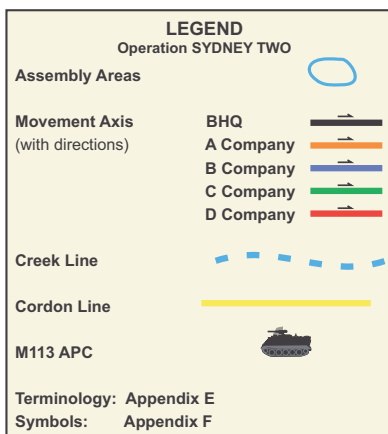 LEGEND
Operation SYDNEY TWO
Assembly Areas
Movement Axis BHQ
(with directions) A Company
B Company
C Company
D Company
Creek Line
Cordon Line
M113 APC
Terminology: Appendix E
Symbols: Appendix F